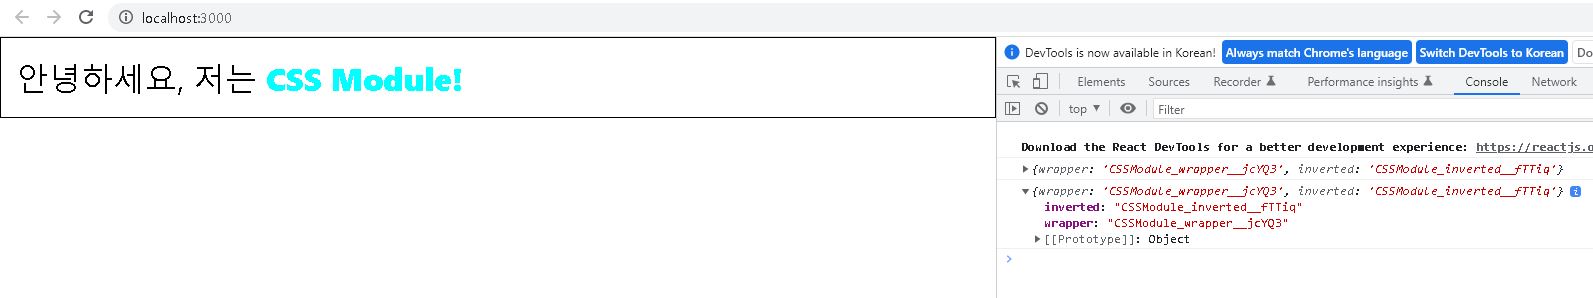 localhost:3000
안녕하세요, 저는 CSS Module!
DevTools is now available in Korean! Always match Chrome's language Switch DevTools to Korean Do
Elements Sources Recorder Performance insights Console Network
top Filter
Download the React DevTools for a better development experience: https://reactjs.o
{wrapper: 'CSSModule_wrapper__jcYQ3', inverted: 'CSSModule_inverted__fTTiq'}
{wrapper: 'CSSModule_wrapper__jcYQ3', inverted: 'CSSModule_inverted__fTTiq'}
inverted: "CSSModule_inverted__fTTiq"
wrapper: "CSSModule_wrapper__jcYQ3"
[[Prototype]]: Object